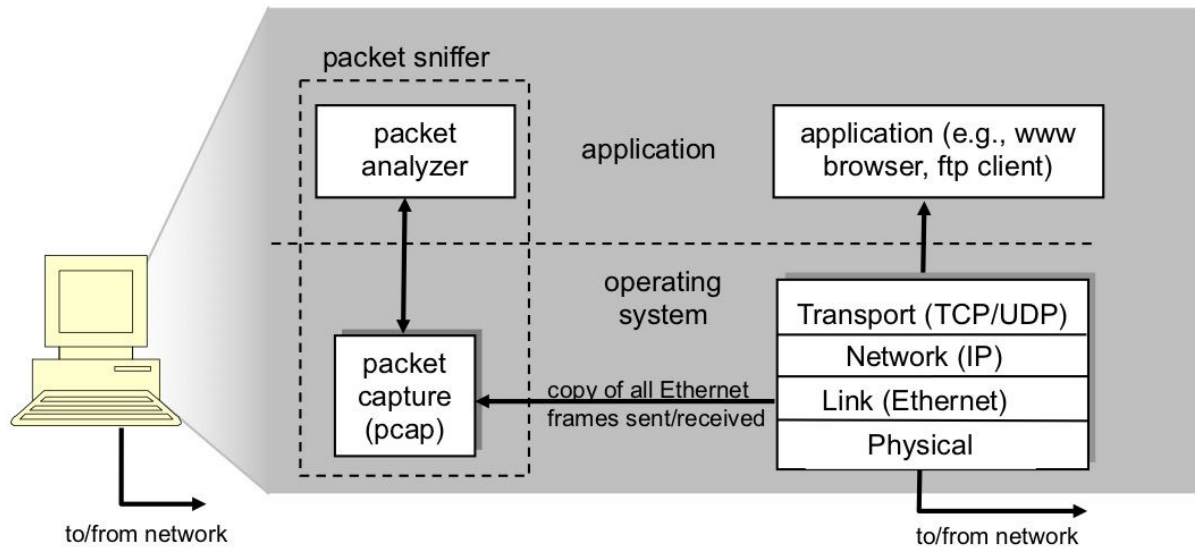 packet sniffer
packet
analyzer
application
application (e.g., www
browser, ftp client)
operating
system
packet
capture
(pcap)
copy of all Ethernet
frames sent/received
Transport (TCP/UDP)
Network (IP)
Link (Ethernet)
Physical
to/from network
to/from network